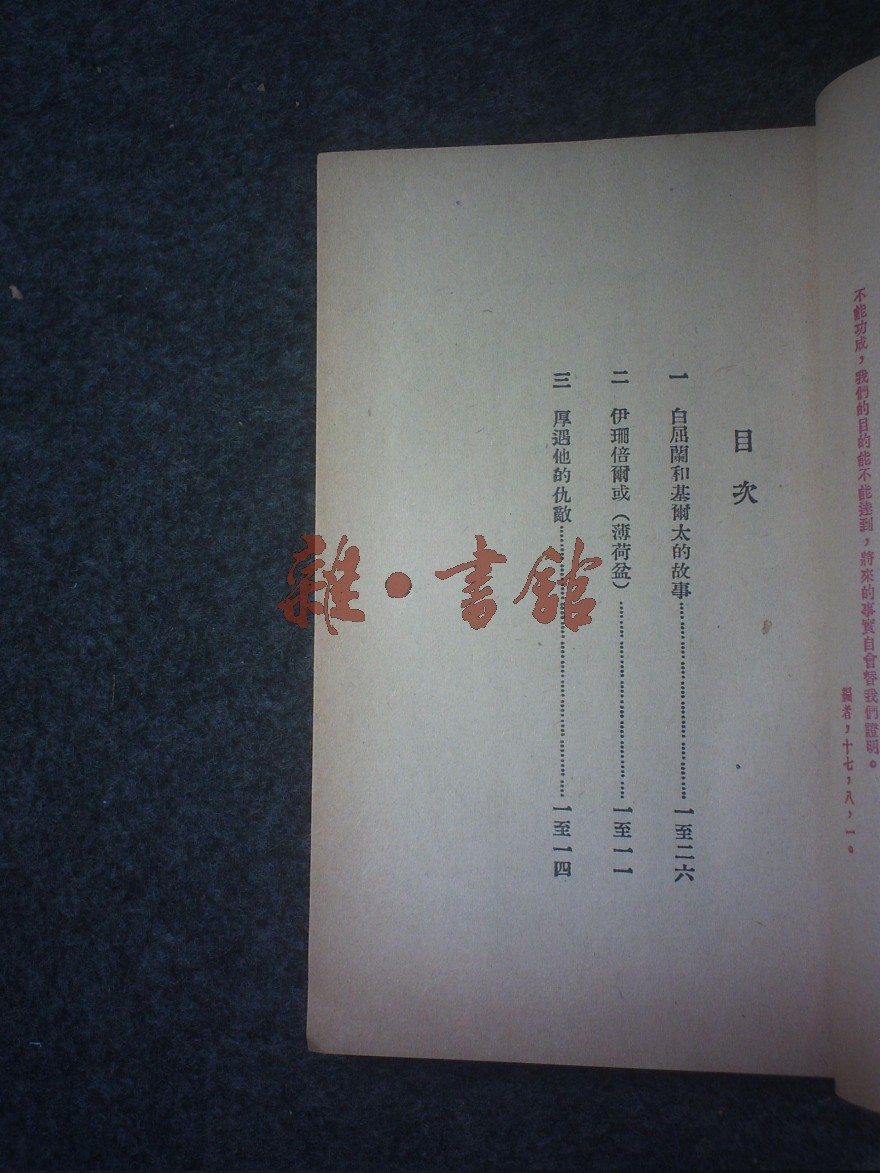 不能功成，我們的目的能不能達到，將來的事實自會替我們證明。
編者，十七，八，一。
目次
一 白屈蘭和基爾太的故事…………………………一至二六
二 伊珊倍爾或（薄荷盆）…………………………一至一一
三 厚遇他的仇敵…………………………………一至一四
雜·書館